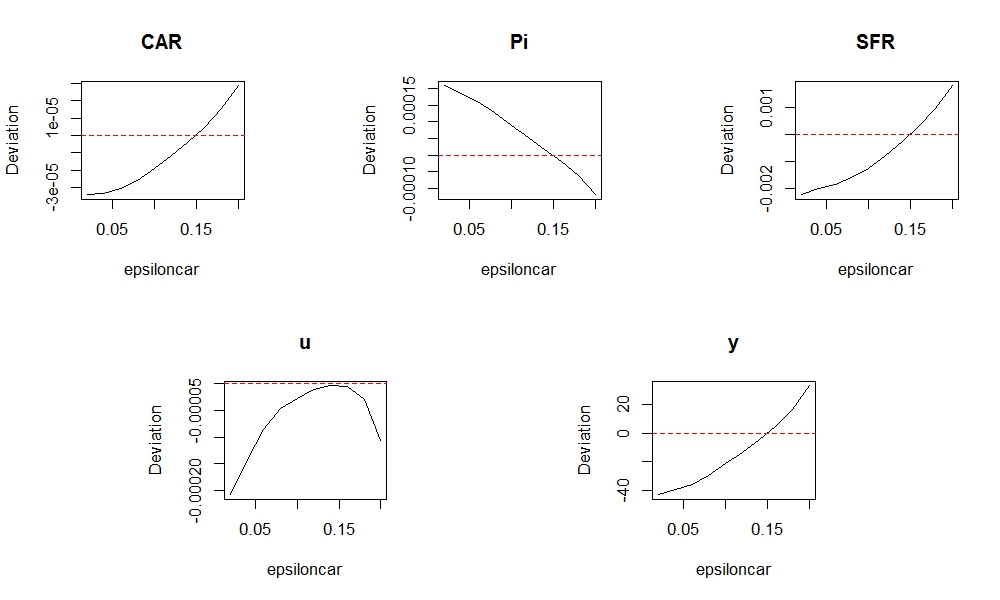 CAR
Deviation
1e-05
-3e-05
0.05 0.15
epsiloncar
Pi
Deviation
0.00015
-0.00010
0.05 0.15
epsiloncar
SFR
Deviation
0.001
-0.002
0.05 0.15
epsiloncar
u
Deviation
-0.00005
-0.00020
0.05 0.15
epsiloncar
y
Deviation
20
0
-40
0.05 0.15
epsiloncar